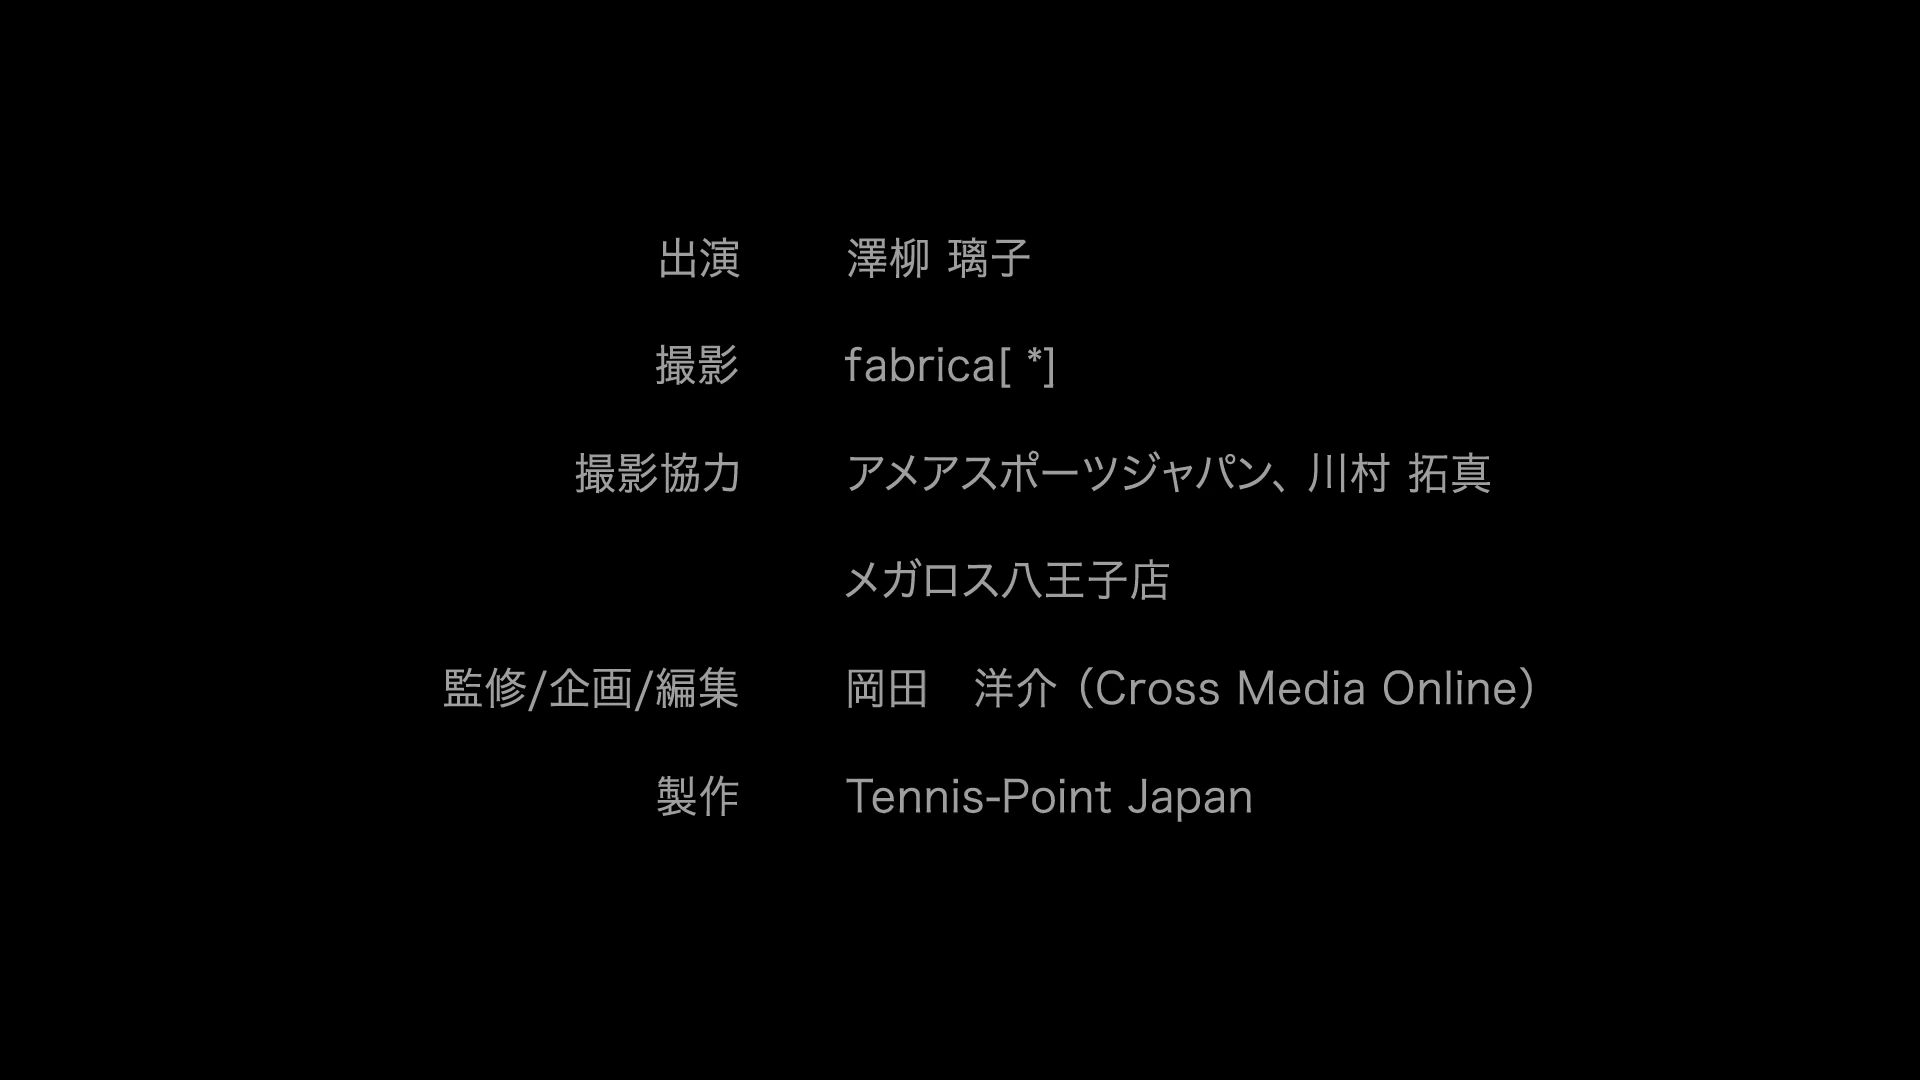 出演 澤柳 璃子
撮影 fabrica[ *]
撮影協力 アメアスポーツジャパン、川村 拓真
メガロス八王子店
監修/企画/編集 岡田　洋介（Cross Media Online）
製作 Tennis-Point Japan